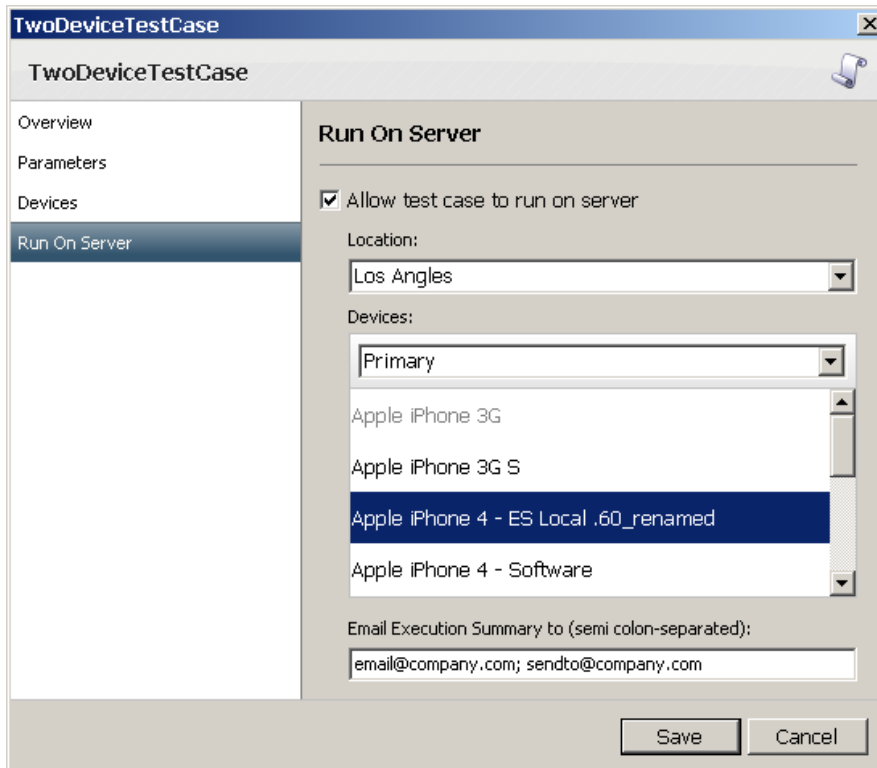 TwoDeviceTestCase
TwoDeviceTestCase
Overview
Parameters
Devices
Run On Server
Run On Server
Allow test case to run on server
Location:
Los Angles
Devices:
Primary
Apple iPhone 3G
Apple iPhone 3G S
Apple iPhone 4 - ES Local .60_renamed
Apple iPhone 4 - Software
Email Execution Summary to (semi colon-separated):
email@company.com; sendto@company.com
Save
Cancel